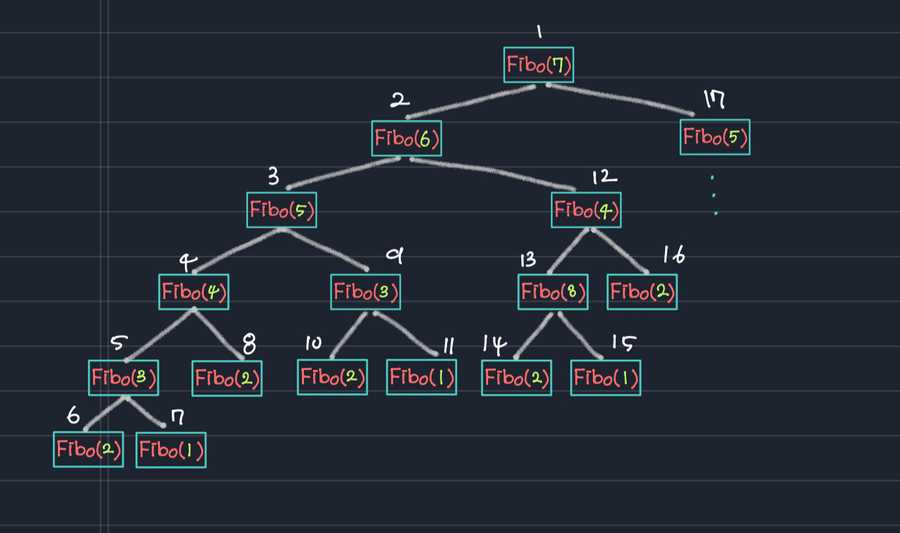 1
Fibo(7)
2 17
Fibo(6) Fibo(5)
3 12
Fibo(5) Fibo(4)
4 9 13 16
Fibo(4) Fibo(3) Fibo(8) Fibo(2)
5 8 10 11 14 15
Fibo(3) Fibo(2) Fibo(2) Fibo(1) Fibo(2) Fibo(1)
6 7
Fibo(2) Fibo(1)